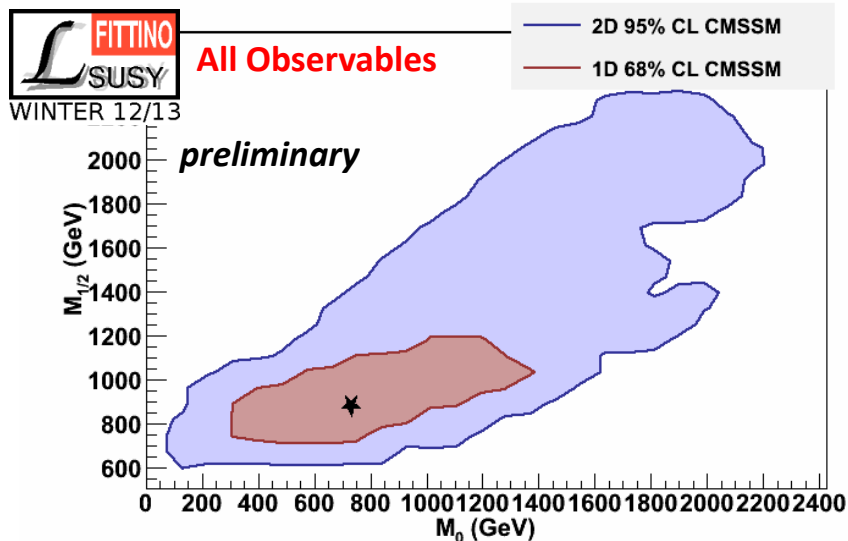 FITTINO
SUSY
WINTER 12/13
All Observables
2D 95% CL CMSSM
1D 68% CL CMSSM
preliminary
M1/2 (GeV)
2000
1800
1600
1400
1200
1000
800
600
0 200 400 600 800 1000 1200 1400 1600 1800 2000 2200 2400
M0 (GeV)